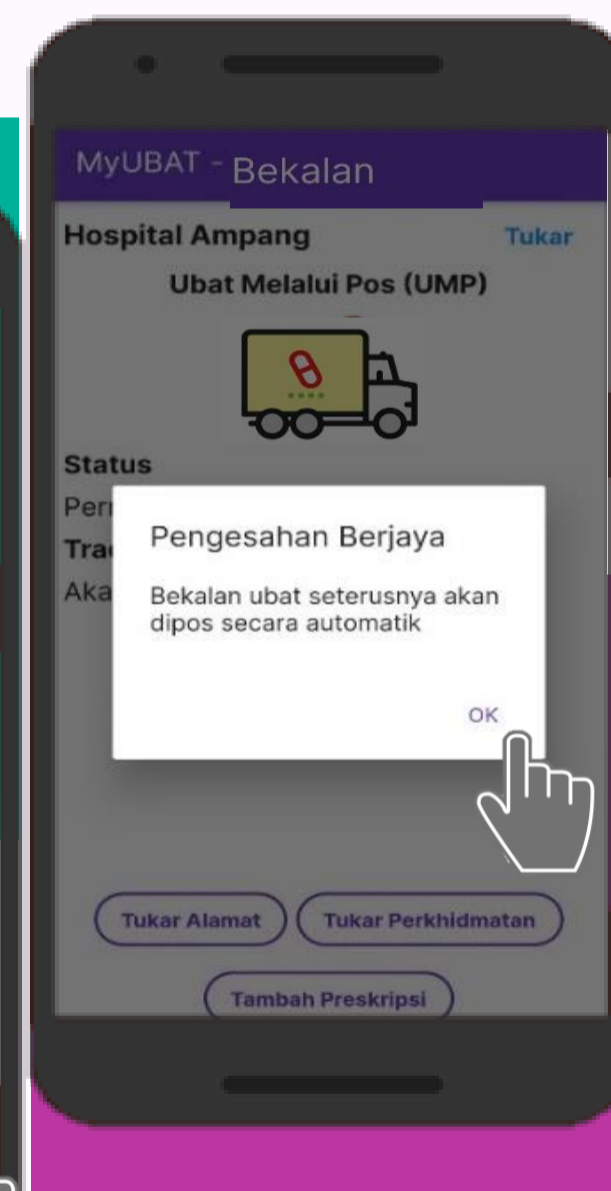 MyUBAT - Bekalan
Hospital Ampang Tukar
Ubat Melalui Pos (UMP)
Status
Pengesahan Berjaya
Bekalan ubat seterusnya akan
dipos secara automatik
OK
Tukar Alamat Tukar Perkhidmatan
Tambah Preskripsi